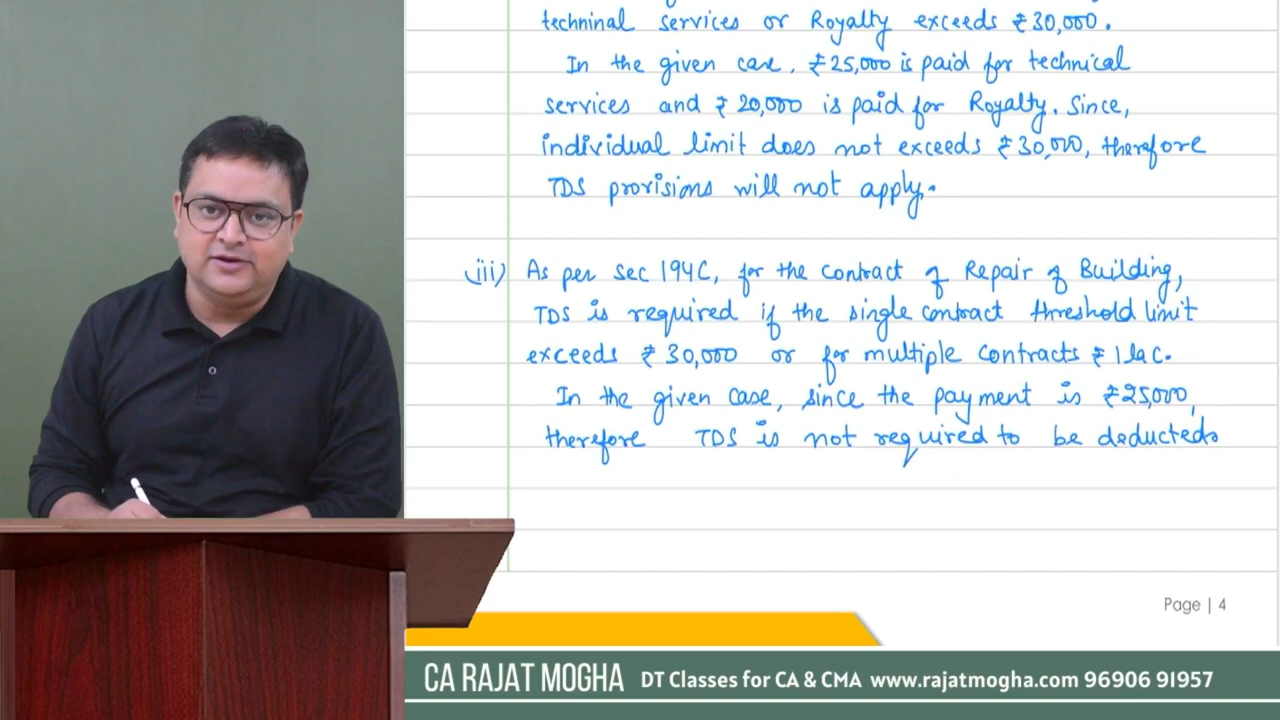 techninal services or Royalty exceeds ₹30,000.
In the given case, ₹25,000 is paid for technical
services and ₹20,000 is paid for Royalty. Since,
individual limit does not exceeds ₹30,000, therefore
TDS provisions will not apply.
iii) As per Sec 194C, for the contract of Repair of Building,
TDS is required if the single contract threshold limit
exceeds ₹30,000 or for multiple contracts ₹1 lac.
In the given case, since the payment is ₹25,000,
therefore TDS is not required to be deducted.
Page | 4
CA RAJAT MOGHA DT Classes for CA & CMA www.rajatmogha.com 96906 91957